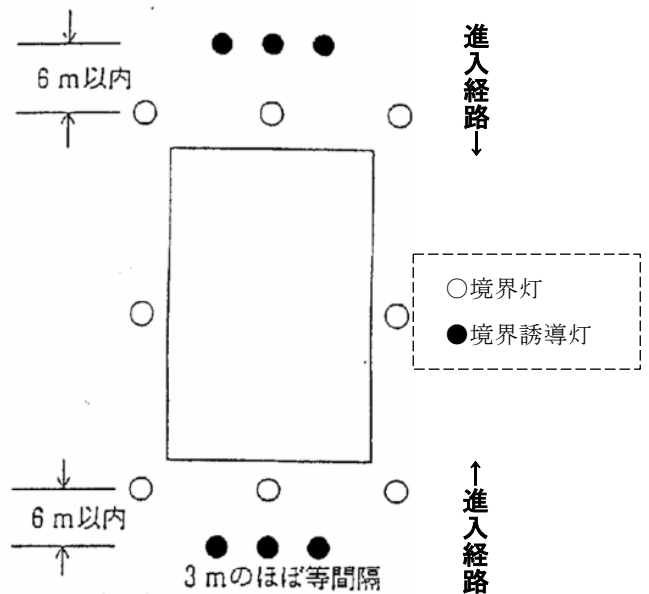 進入経路↓
6m以内
○境界灯
●境界誘導灯
↑進入経路
6m以内
3mのほぼ等間隔